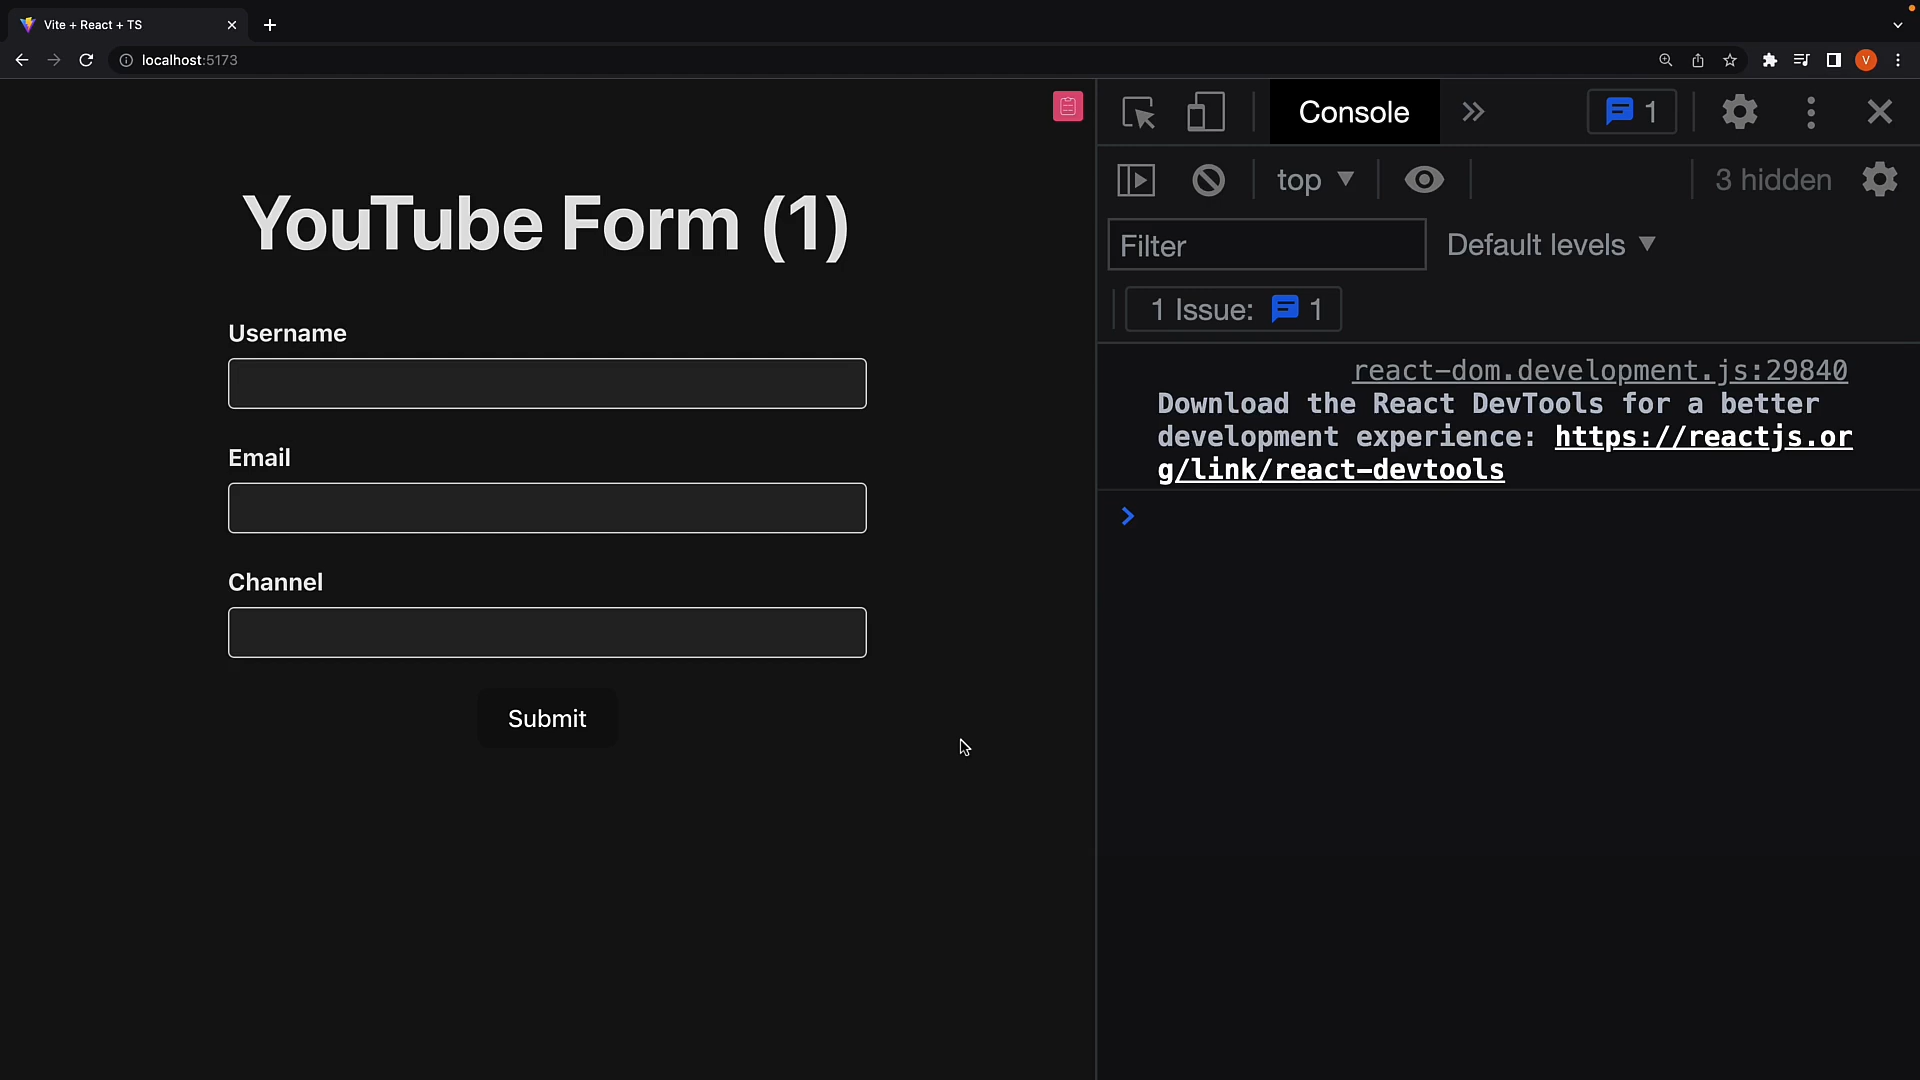 Vite + React + TS
localhost:5173
V
Console
1
top
3 hidden
Filter
Default levels
1 Issue: 1
react-dom.development.js:29840
Download the React DevTools for a better
development experience: https://reactjs.or
g/link/react-devtools
YouTube Form (1)
Username
Email
Channel
Submit